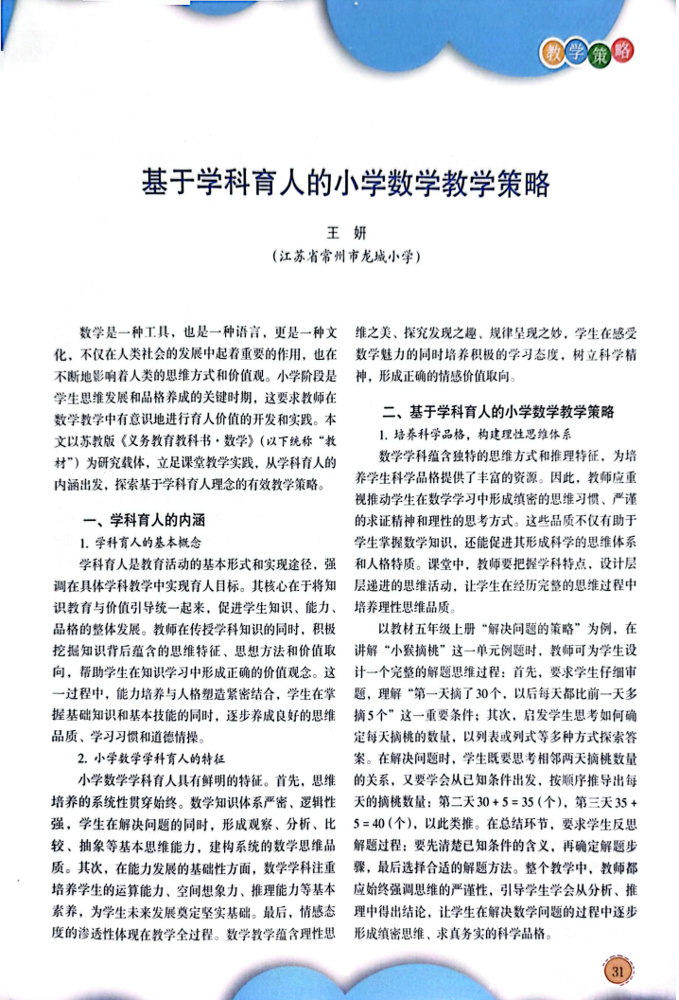 教学策略
基于学科育人的小学数学教学策略
王 妍
(江苏省常州市龙城小学)
数学是一种工具，也是一种语言，更是一种文
化，不仅在人类社会的发展中起着重要的作用，也在
不断地影响着人类的思维方式和价值观。小学阶段是
学生思维发展和品格养成的关键时期，这要求教师在
数学教学中有意识地进行育人价值的开发和实践。本
文以苏教版《义务教育教科书·数学》(以下统称“教
材”）为研究载体，立足课堂教学实践，从学科育人的
内涵出发，探索基于学科育人理念的有效教学策略。
一、学科育人的内涵
1. 学科育人的基本概念
学科育人是教育活动的基本形式和实现途径，强
调在具体学科教学中实现育人目标。其核心在于将知
识教育与价值引导统一起来，促进学生知识、能力、
品格的整体发展。教师在传授学科知识的同时，积极
挖掘知识背后蕴含的思维特征、思想方法和价值取
向，帮助学生在知识学习中形成正确的价值观念。这
一过程中，能力培养与人格塑造紧密结合，学生在掌
握基础知识和基本技能的同时，逐步养成良好的思维
品质、学习习惯和道德情操。
2. 小学数学学科育人的特征
小学数学学科育人具有鲜明的特征。首先，思维
培养的系统性贯穿始终。数学知识体系严密、逻辑性
强，学生在解决问题的同时，形成观察、分析、比
较、抽象等基本思维能力，建构系统的数学思维品
质。其次，在能力发展的基础性方面，数学学科注重
培养学生的运算能力、空间想象力、推理能力等基本
素养，为学生未来发展奠定坚实基础。最后，情感态
度的渗透性体现在教学全过程。数学教学蕴含理性思
维之美、探究发现之趣、规律呈现之妙，学生在感受
数学魅力的同时培养积极的学习态度，树立科学精
神，形成正确的情感价值取向。
二、基于学科育人的小学数学教学策略
1. 培养科学品格，构建理性思维体系
数学学科蕴含独特的思维方式和推理特征，为培
养学生科学品格提供了丰富的资源。因此，教师应重
视推动学生在数学学习中形成缜密的思维习惯、严谨
的求证精神和理性的思考方式。这些品质不仅有助于
学生掌握数学知识，还能促进其形成科学的思维体系
和人格特质。课堂中，教师要把握学科特点，设计层
层递进的思维活动，让学生在经历完整的思维过程中
培养理性思维品质。
以教材五年级上册“解决问题的策略”为例，在
讲解“小猴摘桃”这一单元例题时，教师可为学生设
计一个完整的解题思维过程：首先，要求学生仔细审
题，理解“第一天摘了30个，以后每天都比前一天多
摘5个”这一重要条件；其次，启发学生思考如何确
定每天摘桃的数量，以列表或列式等多种方式探索答
案。在解决问题时，学生既要思考相邻两天摘桃数量
的关系，又要学会从已知条件出发，按顺序推导出每
天的摘桃数量：第二天30 + 5 = 35 (个)，第三天35 +
5 = 40 (个)，以此类推。在总结环节，要求学生反思
解题过程：要先清楚已知条件的含义，再确定解题步
骤，最后选择合适的解题方法。整个教学中，教师都
应始终强调思维的严谨性，引导学生学会从分析、推
理中得出结论，让学生在解决数学问题的过程中逐步
形成缜密思维、求真务实的科学品格。
31